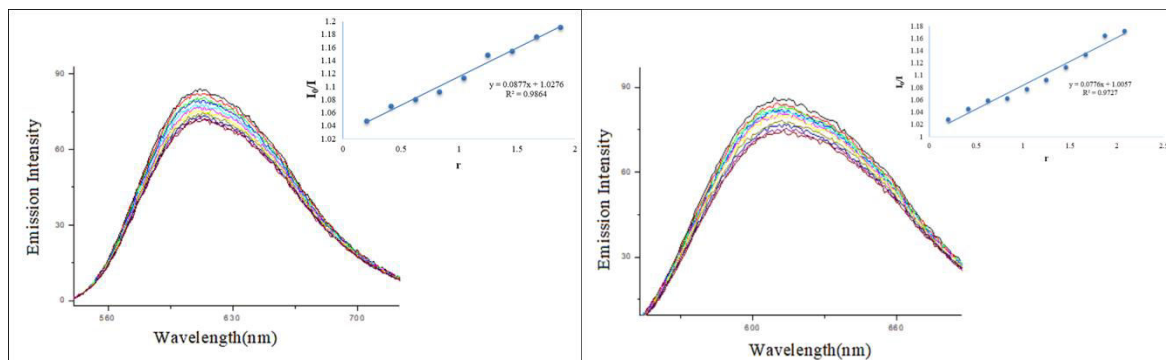 1.2
1.18
1.16
1.14
1.12
1.1
1.08
1.06
1.04
1.02
1
I₀/I
y = 0.0877x + 1.0276
R² = 0.9864
0 0.5 1 1.5 2
r
90
60
30
0
Emission Intensity
560 630 700
Wavelength(nm)
1.18
1.16
1.14
1.12
1.1
1.08
1.06
1.04
1.02
1
I₀/I
y = 0.0776x + 1.0057
R² = 0.9727
0 0.5 1 1.5 2 2.5
r
90
60
30
Emission Intensity
600 660
Wavelength(nm)